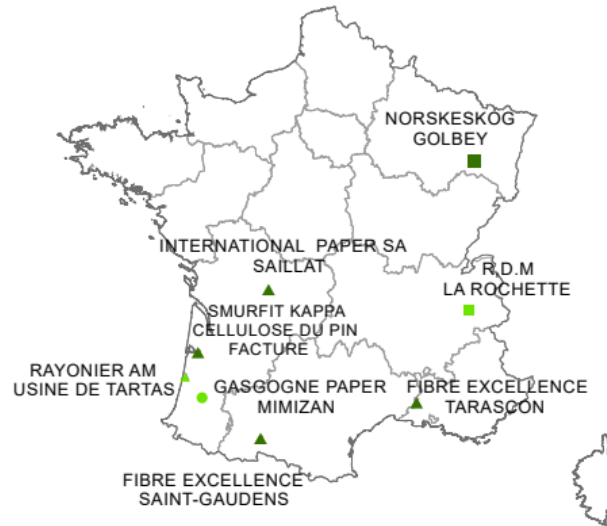 NORSKESKOG
GOLBEY
INTERNATIONAL PAPER SA
SAILLAT
R.D.M
LA ROCHETTE
SMURFIT KAPPA
CELLULOSE DU PIN
FACTURE
RAYONIER AM
USINE DE TARTAS
GASGOGNE PAPER
MIMIZAN
FIBRE EXCELLENCE
TARASCON
FIBRE EXCELLENCE
SAINT-GAUDENS